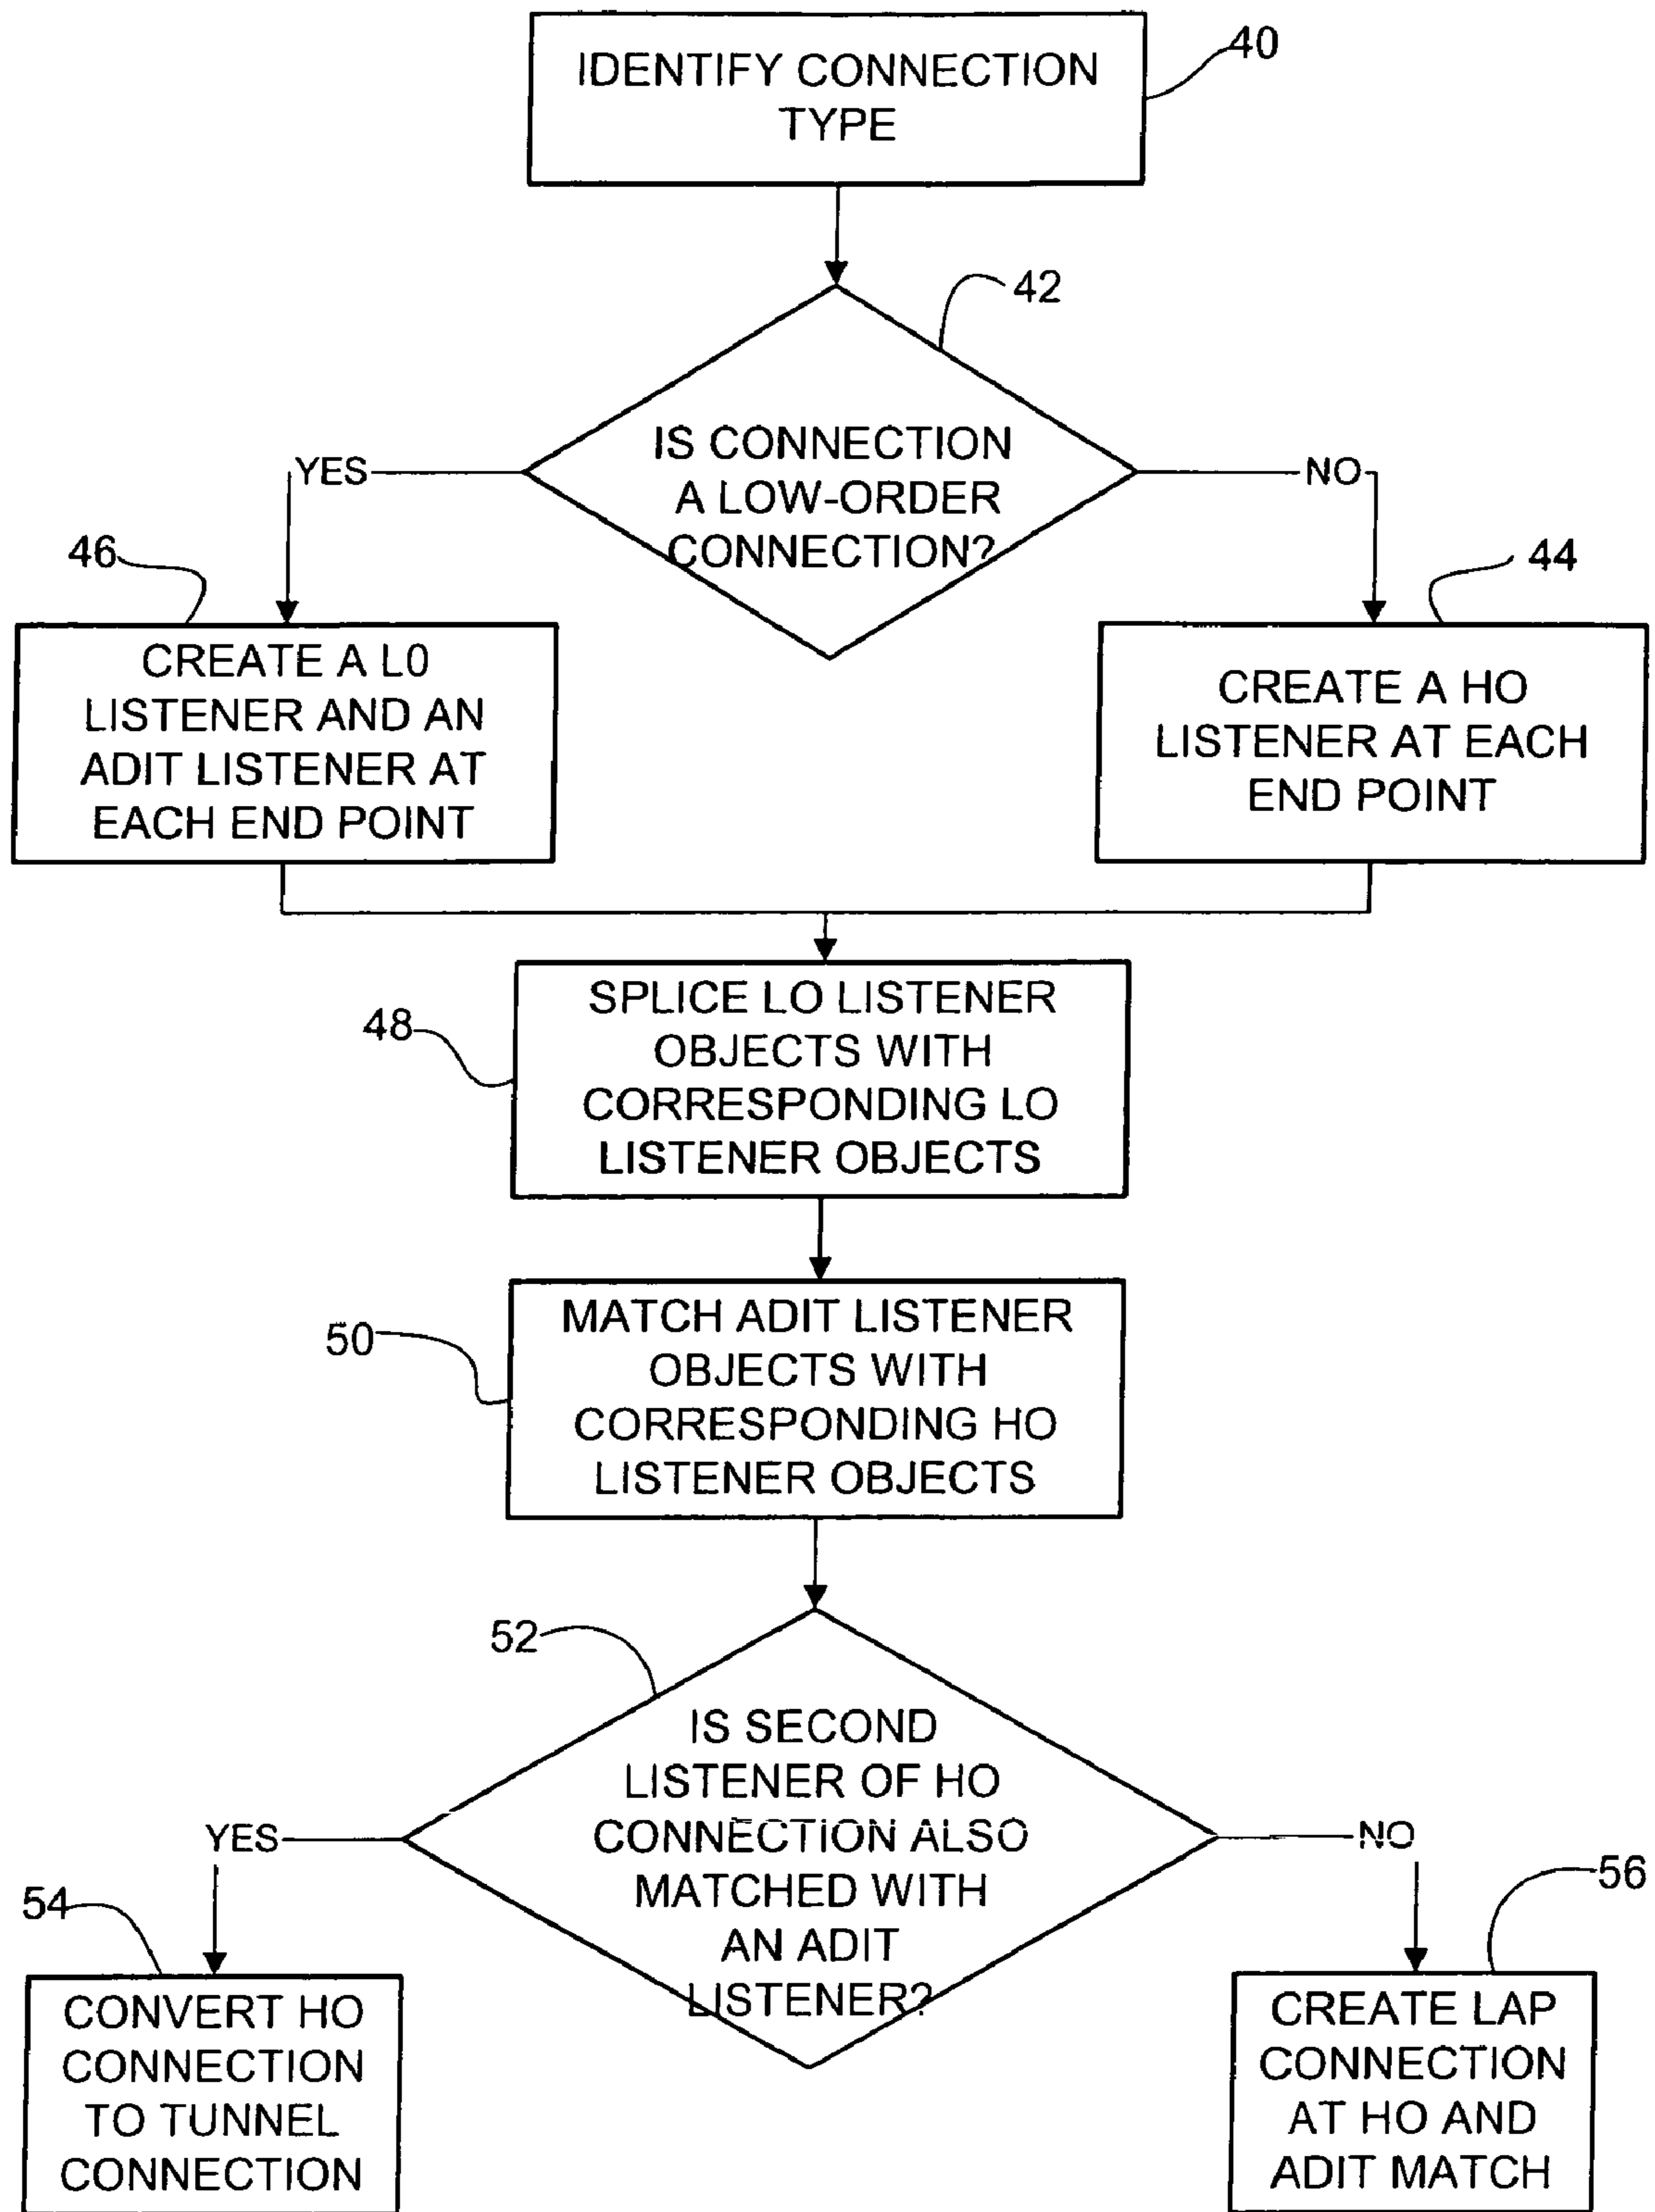 IDENTIFY CONNECTION
TYPE
40
42
IS CONNECTION
A LOW-ORDER
CONNECTION?
YES
NO
46
44
CREATE A LO
LISTENER AND AN
ADIT LISTENER AT
EACH END POINT
CREATE A HO
LISTENER AT EACH
END POINT
48
SPLICE LO LISTENER
OBJECTS WITH
CORRESPONDING LO
LISTENER OBJECTS
50
MATCH ADIT LISTENER
OBJECTS WITH
CORRESPONDING HO
LISTENER OBJECTS
52
IS SECOND
LISTENER OF HO
CONNECTION ALSO
MATCHED WITH
AN ADIT
LISTENER?
YES
NO
54
56
CONVERT HO
CONNECTION
TO TUNNEL
CONNECTION
CREATE LAP
CONNECTION
AT HO AND
ADIT MATCH